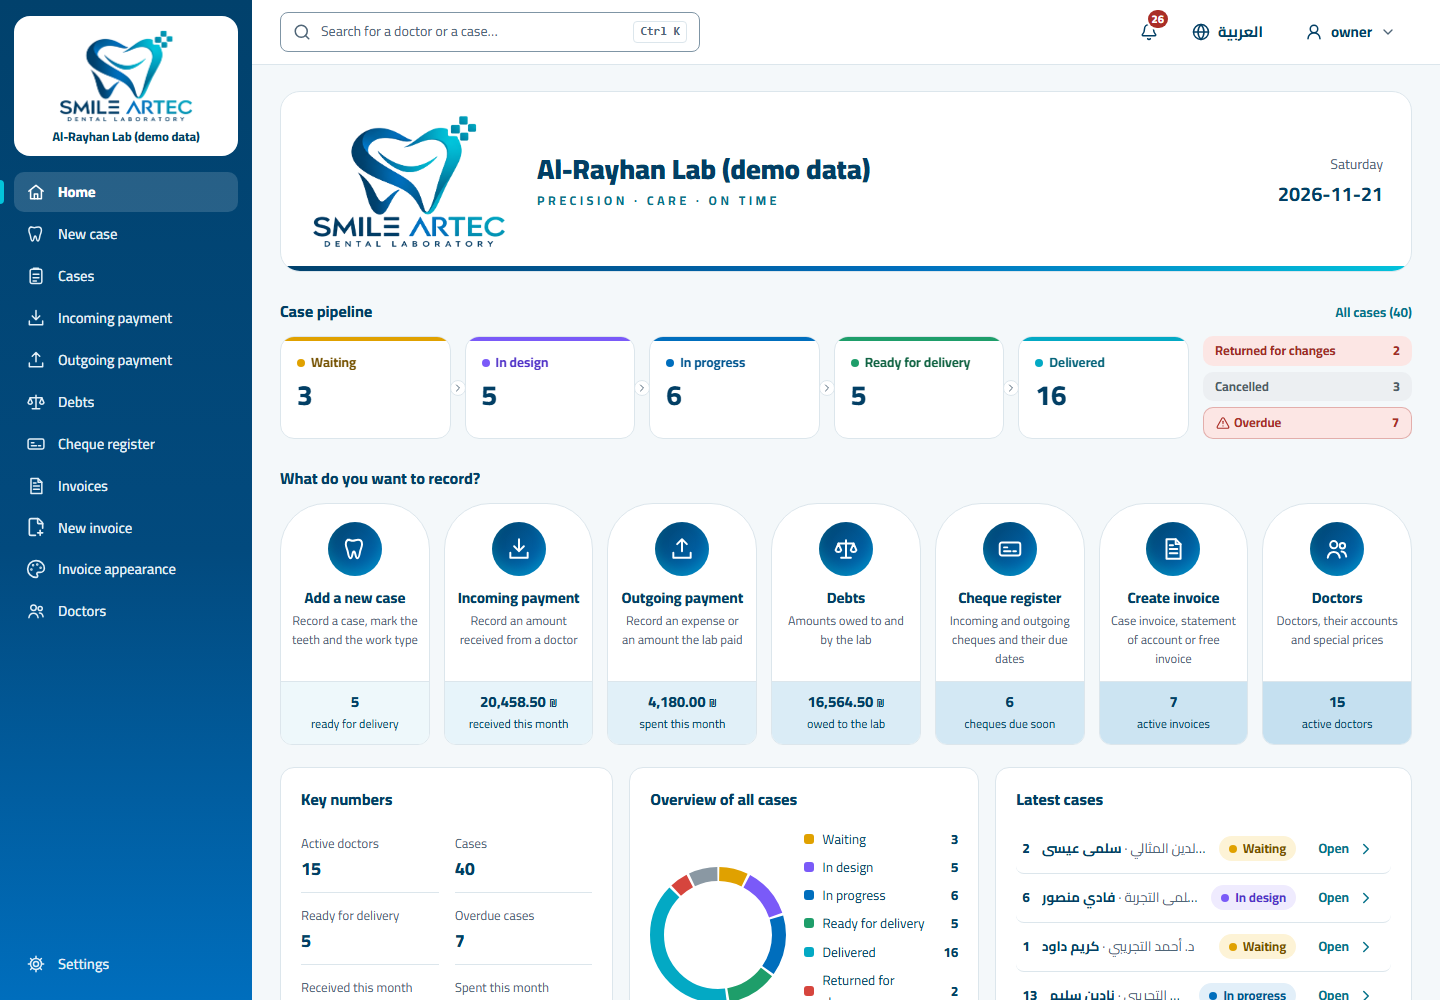 SMILE ARTEC
DENTAL LABORATORY
Al-Rayhan Lab (demo data)
Home
New case
Cases
Incoming payment
Outgoing payment
Debts
Cheque register
Invoices
New invoice
Invoice appearance
Doctors
Settings
Search for a doctor or a case...
Ctrl K
26
العربية
owner
SMILE ARTEC
DENTAL LABORATORY
Al-Rayhan Lab (demo data)
PRECISION · CARE · ON TIME
Saturday
2026-11-21
Case pipeline
All cases (40)
Waiting
3
In design
5
In progress
6
Ready for delivery
5
Delivered
16
Returned for changes 2
Cancelled 3
Overdue 7
What do you want to record?
Add a new case
Record a case, mark the
teeth and the work type
5
ready for delivery
Incoming payment
Record an amount
received from a doctor
20,458.50 ₪
received this month
Outgoing payment
Record an expense or
an amount the lab paid
4,180.00 ₪
spent this month
Debts
Amounts owed to and
by the lab
16,564.50 ₪
owed to the lab
Cheque register
Incoming and outgoing
cheques and their due
dates
6
cheques due soon
Create invoice
Case invoice, statement
of account or free
invoice
7
active invoices
Doctors
Doctors, their accounts
and special prices
15
active doctors
Key numbers
Active doctors
15
Cases
40
Ready for delivery
5
Overdue cases
7
Received this month
Spent this month
Overview of all cases
Waiting 3
In design 5
In progress 6
Ready for delivery 5
Delivered 16
Returned for 2
Latest cases
2 سلمى عيسى · ...لدين المثالي Waiting Open
6 فادي منصور · ...لمى التجربة In design Open
1 كريم داود · د. أحمد التجريبي Waiting Open
13 نادين سليم · ... التجريبي In progress Open